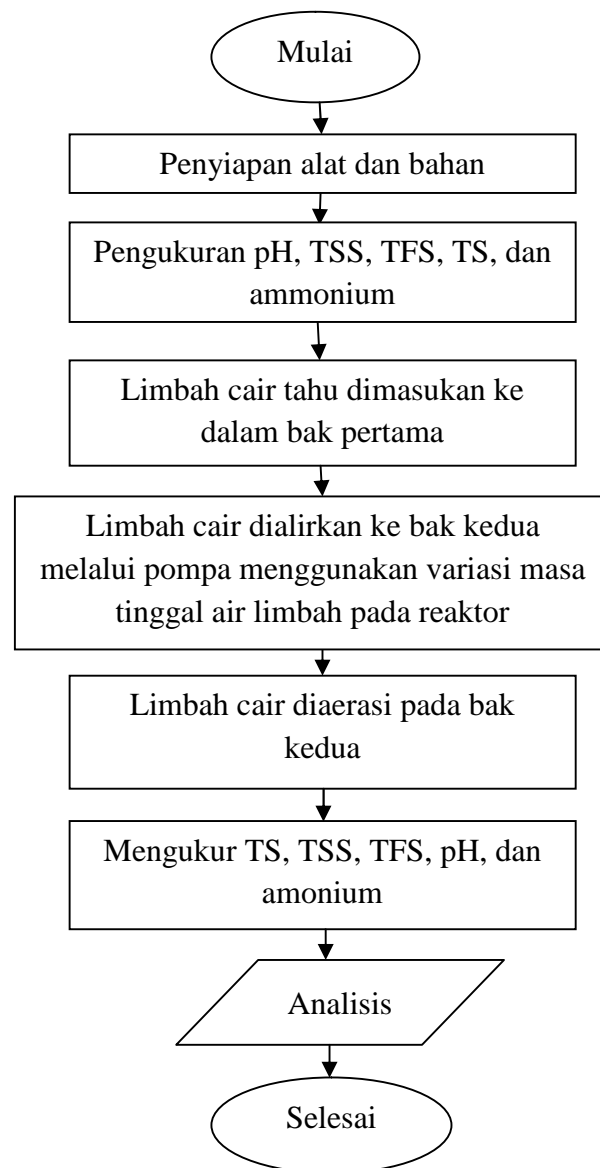 Mulai
Penyiapan alat dan bahan
Pengukuran pH, TSS, TFS, TS, dan
ammonium
Limbah cair tahu dimasukan ke
dalam bak pertama
Limbah cair dialirkan ke bak kedua
melalui pompa menggunakan variasi masa
tinggal air limbah pada reaktor
Limbah cair diaerasi pada bak
kedua
Mengukur TS, TSS, TFS, pH, dan
amonium
Analisis
Selesai